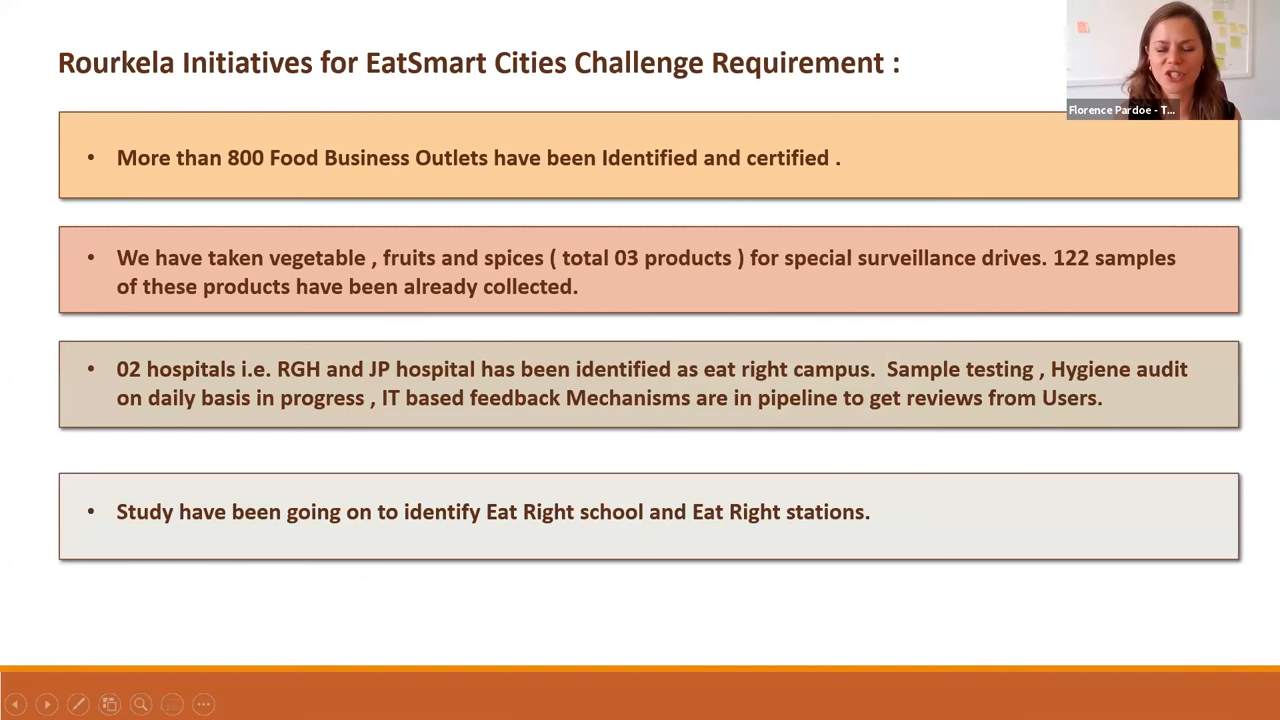 Rourkela Initiatives for EatSmart Cities Challenge Requirement :
Florence Pardoe - T...
• More than 800 Food Business Outlets have been Identified and certified .
• We have taken vegetable , fruits and spices ( total 03 products ) for special surveillance drives. 122 samples
of these products have been already collected.
• 02 hospitals i.e. RGH and JP hospital has been identified as eat right campus.  Sample testing , Hygiene audit
on daily basis in progress , IT based feedback Mechanisms are in pipeline to get reviews from Users.
• Study have been going on to identify Eat Right school and Eat Right stations.